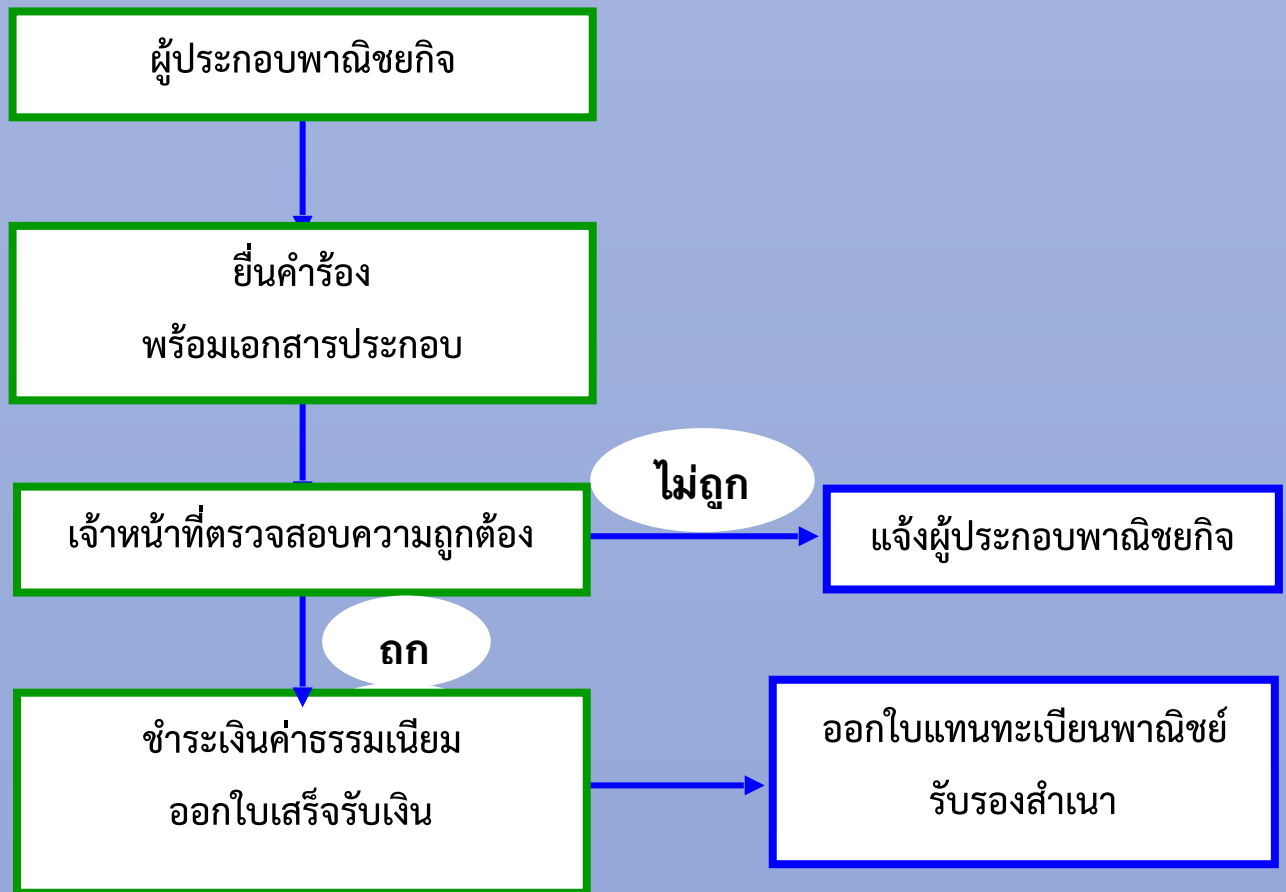 ผู้ประกอบพาณิชยกิจ
ยื่นคำร้อง
พร้อมเอกสารประกอบ
ไม่ถูก
เจ้าหน้าที่ตรวจสอบความถูกต้อง
แจ้งผู้ประกอบพาณิชยกิจ
ถูก
ชำระเงินค่าธรรมเนียม
ออกใบเสร็จรับเงิน
ออกใบแทนทะเบียนพาณิชย์
รับรองสำเนา